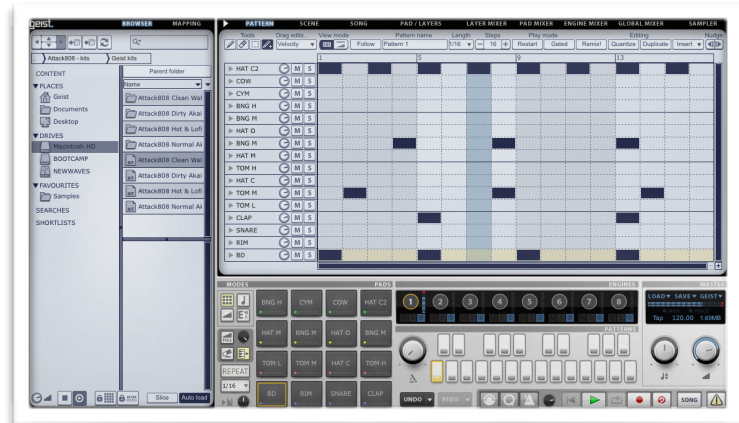 geist.
BROWSER MAPPING
PATTERN SCENE SONG PAD / LAYERS LAYER MIXER PAD MIXER ENGINE MIXER GLOBAL MIXER SAMPLER
Tools Drag edits... View mode Pattern name Length Steps Play mode Editing Nudge
Velocity Follow Pattern 1 1/16 16 Restart Gated Remix! Quantize Duplicate Insert
Attack808 - kits Geist kits
CONTENT
PLACES
Geist
Documents
Desktop
DRIVES
Macintosh HD
BOOTCAMP
NEWWAVES
FAVOURITES
Samples
SEARCHES
SHORTLISTS
Parent folder
Name
Attack808 Clean Wal
Attack808 Dirty Akai
Attack808 Hot & Lofi
Attack808 Normal Ak
Attack808 Clean Wal
Attack808 Dirty Akai
Attack808 Hot & Lofi
Attack808 Normal Ak
Slice Auto load
1 5 9 13
HAT C2 M S
COW M S
CYM M S
BNG H M S
BNG M M S
HAT O M S
BNG M M S
HAT M M S
TOM H M S
HAT C M S
TOM M M S
TOM L M S
CLAP M S
SNARE M S
RIM M S
BD M S
MODES PADS
BNG H CYM COW HAT C2
HAT M BNG M HAT O BNG M
TOM L TOM M HAT C TOM H
BD RIM SNARE CLAP
REPEAT
1/16
ENGINES
1 2 3 4 5 6 7 8
PATTERNS
UNDO REDO
SONG
MASTER
LOAD SAVE GEIST
Tap 120.00 1.69MB